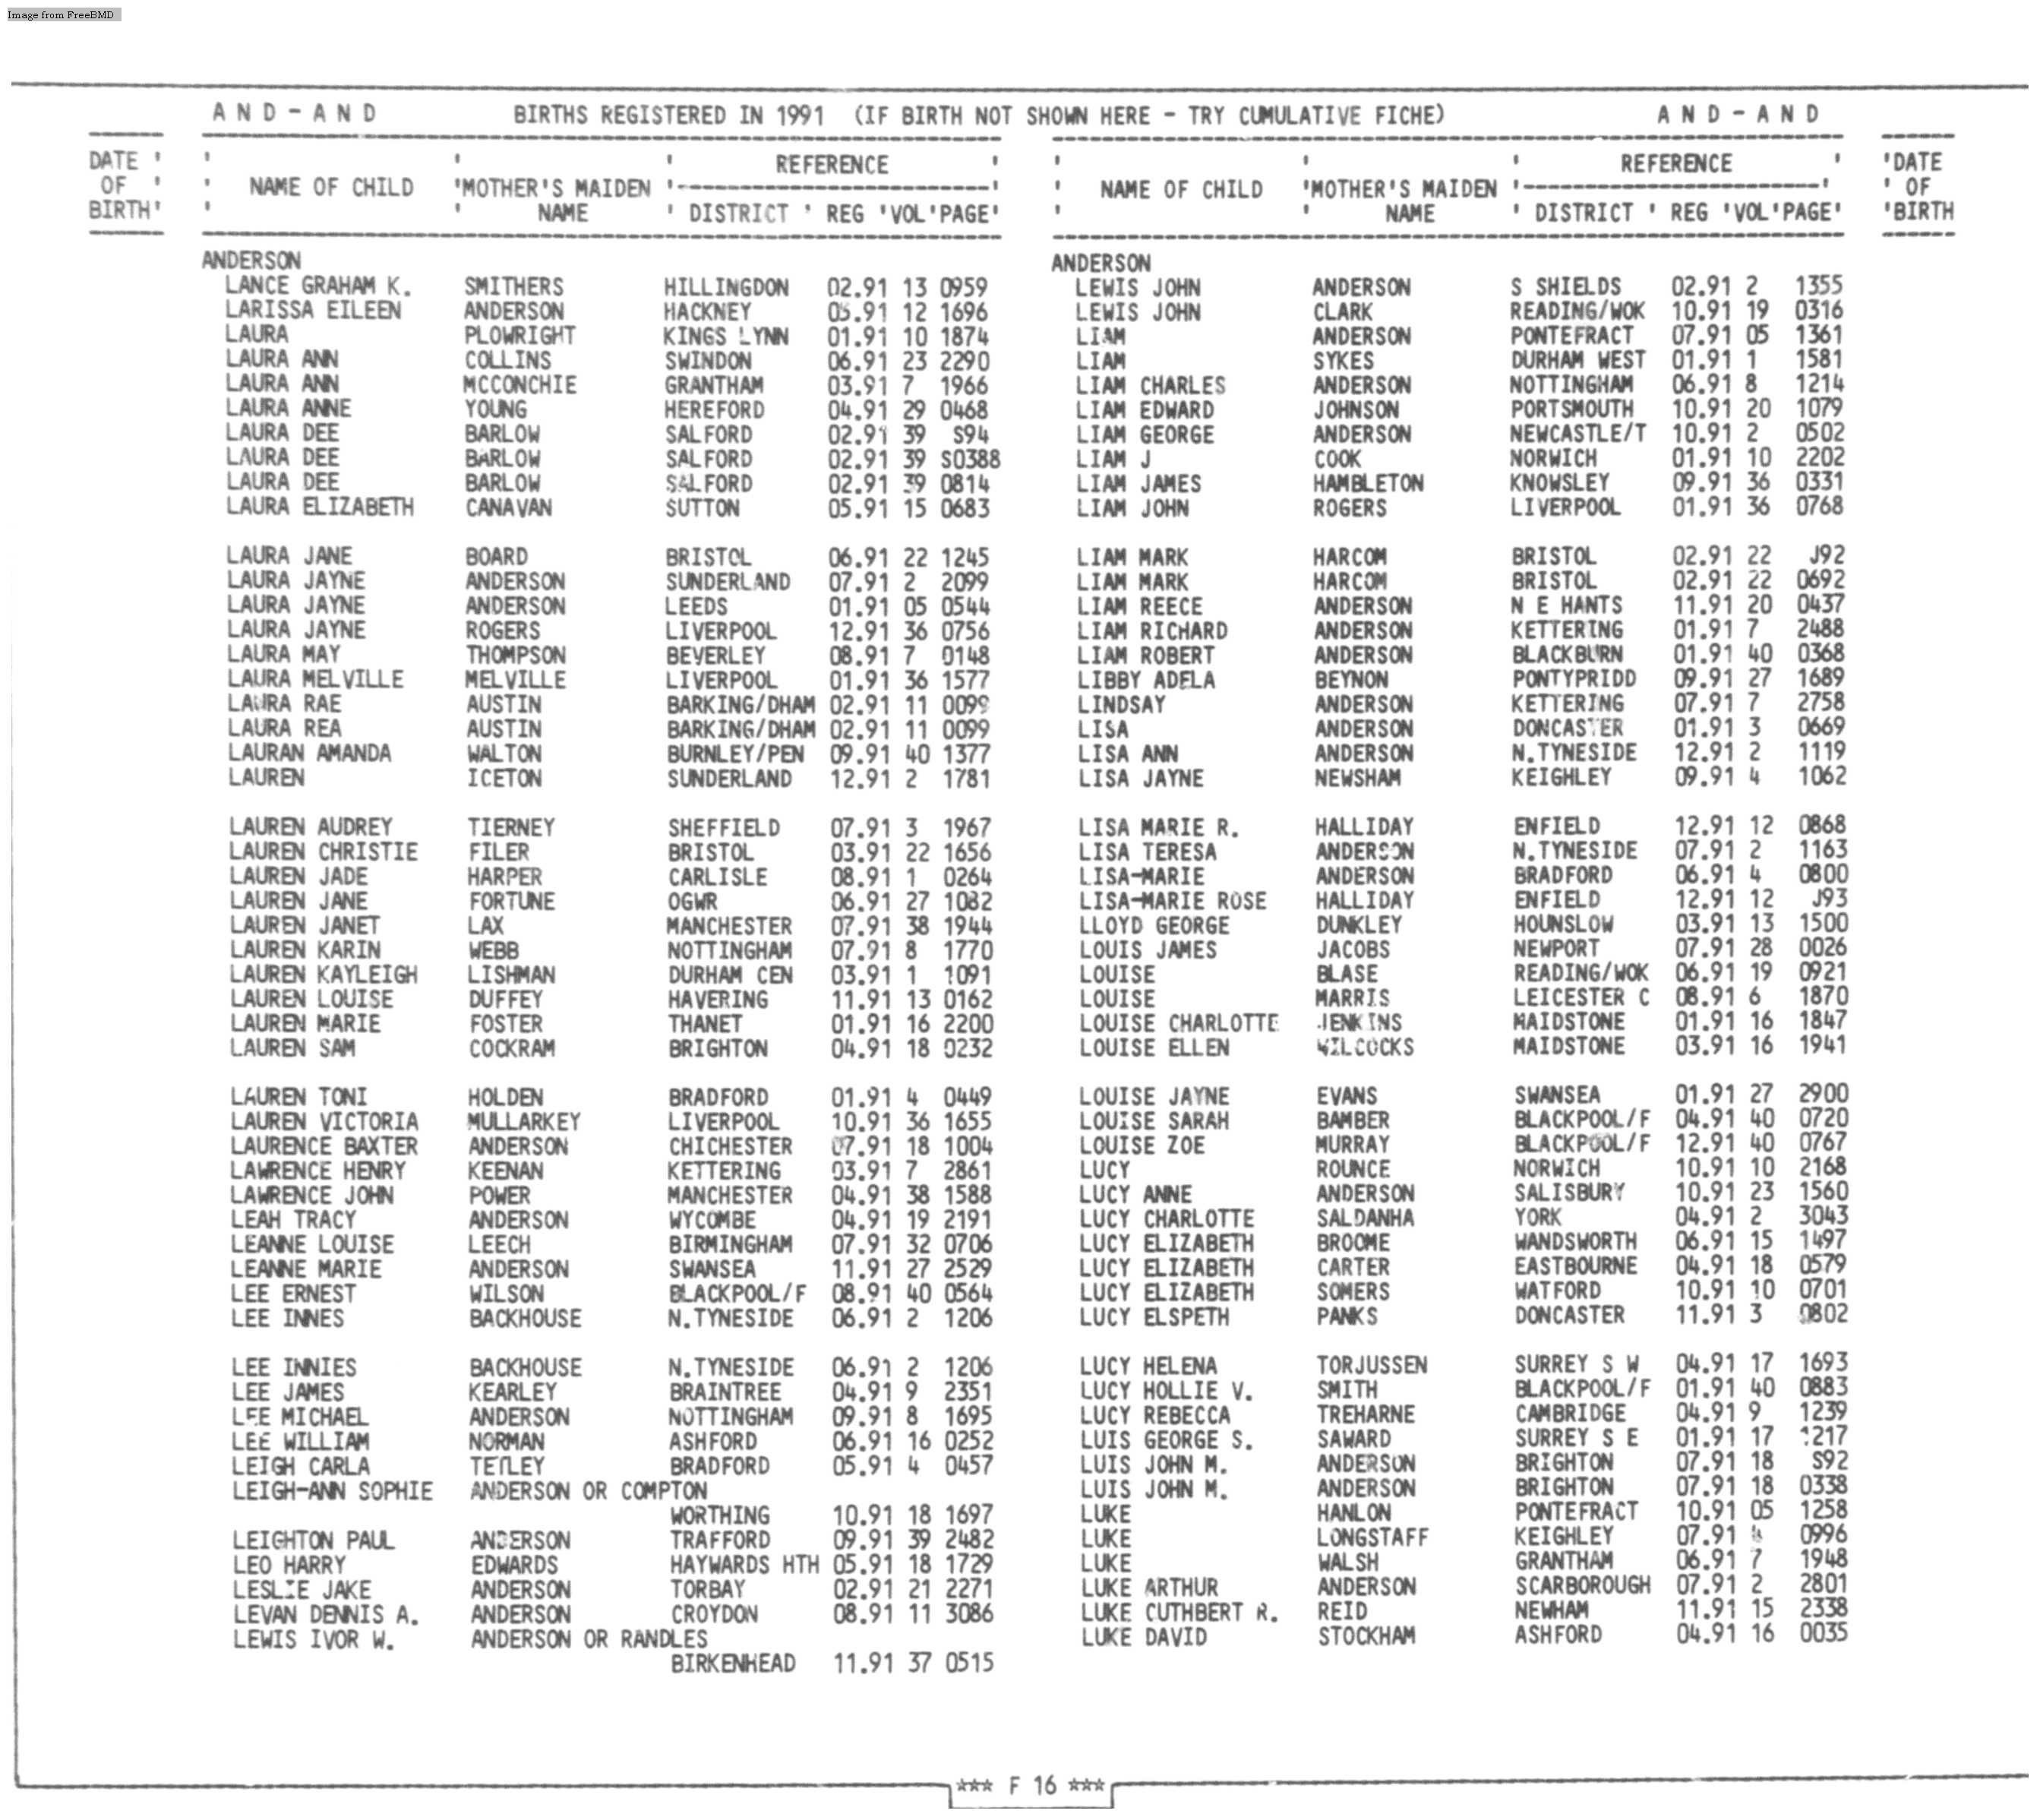 Image from FreeBMD
A N D - A N D BIRTHS REGISTERED IN 1991 (IF BIRTH NOT SHOWN HERE - TRY CUMULATIVE FICHE) A N D - A N D
DATE OF BIRTH
NAME OF CHILD MOTHER'S MAIDEN NAME REFERENCE DISTRICT REG VOL PAGE
ANDERSON
LANCE GRAHAM K. SMITHERS HILLINGDON 02.91 13 0959
LARISSA EILEEN ANDERSON HACKNEY 05.91 12 1696
LAURA PLOWRIGHT KINGS LYNN 01.91 10 1874
LAURA ANN COLLINS SWINDON 06.91 23 2290
LAURA ANN MCCONCHIE GRANTHAM 03.91 7 1966
LAURA ANNE YOUNG HEREFORD 04.91 29 0468
LAURA DEE BARLOW SALFORD 02.91 39 S94
LAURA DEE BARLOW SALFORD 02.91 39 S0388
LAURA DEE BARLOW SALFORD 02.91 39 0814
LAURA ELIZABETH CANAVAN SUTTON 05.91 15 0683
LAURA JANE BOARD BRISTOL 06.91 22 1245
LAURA JAYNE ANDERSON SUNDERLAND 07.91 2 2099
LAURA JAYNE ANDERSON LEEDS 01.91 05 0544
LAURA JAYNE ROGERS LIVERPOOL 12.91 36 0756
LAURA MAY THOMPSON BEVERLEY 08.91 7 0148
LAURA MELVILLE MELVILLE LIVERPOOL 01.91 36 1577
LAURA RAE AUSTIN BARKING/DHAM 02.91 11 0099
LAURA REA AUSTIN BARKING/DHAM 02.91 11 0099
LAURAN AMANDA WALTON BURNLEY/PEN 09.91 40 1377
LAUREN ICETON SUNDERLAND 12.91 2 1781
LAUREN AUDREY TIERNEY SHEFFIELD 07.91 3 1967
LAUREN CHRISTIE FILER BRISTOL 03.91 22 1656
LAUREN JADE HARPER CARLISLE 08.91 1 0264
LAUREN JANE FORTUNE OGWR 06.91 27 1082
LAUREN JANET LAX MANCHESTER 07.91 38 1944
LAUREN KARIN WEBB NOTTINGHAM 07.91 8 1770
LAUREN KAYLEIGH LISHMAN DURHAM CEN 03.91 1 1091
LAUREN LOUISE DUFFEY HAVERING 11.91 13 0162
LAUREN MARIE FOSTER THANET 01.91 16 2200
LAUREN SAM COCKRAM BRIGHTON 04.91 18 0232
LAUREN TONI HOLDEN BRADFORD 01.91 4 0449
LAUREN VICTORIA MULLARKEY LIVERPOOL 10.91 36 1655
LAURENCE BAXTER ANDERSON CHICHESTER 07.91 18 1004
LAWRENCE HENRY KEENAN KETTERING 03.91 7 2861
LAWRENCE JOHN POWER MANCHESTER 04.91 38 1588
LEAH TRACY ANDERSON WYCOMBE 04.91 19 2191
LEANNE LOUISE LEECH BIRMINGHAM 07.91 32 0706
LEANNE MARIE ANDERSON SWANSEA 11.91 27 2529
LEE ERNEST WILSON BLACKPOOL/F 08.91 40 0564
LEE INNES BACKHOUSE N.TYNESIDE 06.91 2 1206
LEE INNIES BACKHOUSE N.TYNESIDE 06.91 2 1206
LEE JAMES KEARLEY BRAINTREE 04.91 9 2351
LEE MICHAEL ANDERSON NOTTINGHAM 09.91 8 1695
LEE WILLIAM NORMAN ASHFORD 06.91 16 0252
LEIGH CARLA TETLEY BRADFORD 05.91 4 0457
LEIGH-ANN SOPHIE ANDERSON OR COMPTON
WORTHING 10.91 18 1697
LEIGHTON PAUL ANDERSON TRAFFORD 09.91 39 2482
LEO HARRY EDWARDS HAYWARDS HTH 05.91 18 1729
LESLIE JAKE ANDERSON TORBAY 02.91 21 2271
LEVAN DENNIS A. ANDERSON CROYDON 08.91 11 3086
LEWIS IVOR W. ANDERSON OR RANDLES
BIRKENHEAD 11.91 37 0515
NAME OF CHILD MOTHER'S MAIDEN NAME REFERENCE DISTRICT REG VOL PAGE
DATE OF BIRTH
ANDERSON
LEWIS JOHN ANDERSON S SHIELDS 02.91 2 1355
LEWIS JOHN CLARK READING/WOK 10.91 19 0316
LIAM ANDERSON PONTEFRACT 07.91 05 1361
LIAM SYKES DURHAM WEST 01.91 1 1581
LIAM CHARLES ANDERSON NOTTINGHAM 06.91 8 1214
LIAM EDWARD JOHNSON PORTSMOUTH 10.91 20 1079
LIAM GEORGE ANDERSON NEWCASTLE/T 10.91 2 0502
LIAM J COOK NORWICH 01.91 10 2202
LIAM JAMES HAMBLETON KNOWSLEY 09.91 36 0331
LIAM JOHN ROGERS LIVERPOOL 01.91 36 0768
LIAM MARK HARCOM BRISTOL 02.91 22 J92
LIAM MARK HARCOM BRISTOL 02.91 22 0692
LIAM REECE ANDERSON N E HANTS 11.91 20 0437
LIAM RICHARD ANDERSON KETTERING 01.91 7 2488
LIAM ROBERT ANDERSON BLACKBURN 01.91 40 0368
LIBBY ADELA BEYNON PONTYPRIDD 09.91 27 1689
LINDSAY ANDERSON KETTERING 07.91 7 2758
LISA ANDERSON DONCASTER 01.91 3 0669
LISA ANN ANDERSON N.TYNESIDE 12.91 2 1119
LISA JAYNE NEWSHAM KEIGHLEY 09.91 4 1062
LISA MARIE R. HALLIDAY ENFIELD 12.91 12 0868
LISA TERESA ANDERSON N.TYNESIDE 07.91 2 1163
LISA-MARIE ANDERSON BRADFORD 06.91 4 0800
LISA-MARIE ROSE HALLIDAY ENFIELD 12.91 12 J93
LLOYD GEORGE DUNKLEY HOUNSLOW 03.91 13 1500
LOUIS JAMES JACOBS NEWPORT 07.91 28 0026
LOUISE BLASE READING/WOK 06.91 19 0921
LOUISE MARRIS LEICESTER C 08.91 6 1870
LOUISE CHARLOTTE JENKINS MAIDSTONE 01.91 16 1847
LOUISE ELLEN WILCOCKS MAIDSTONE 03.91 16 1941
LOUISE JAYNE EVANS SWANSEA 01.91 27 2900
LOUISE SARAH BAMBER BLACKPOOL/F 04.91 40 0720
LOUISE ZOE MURRAY BLACKPOOL/F 12.91 40 0767
LUCY ROUNCE NORWICH 10.91 10 2168
LUCY ANNE ANDERSON SALISBURY 10.91 23 1560
LUCY CHARLOTTE SALDANHA YORK 04.91 2 3043
LUCY ELIZABETH BROOME WANDSWORTH 06.91 15 1497
LUCY ELIZABETH CARTER EASTBOURNE 04.91 18 0579
LUCY ELIZABETH SOMERS WATFORD 10.91 10 0701
LUCY ELSPETH PANKS DONCASTER 11.91 3 0802
LUCY HELENA TORJUSSEN SURREY S W 04.91 17 1693
LUCY HOLLIE V. SMITH BLACKPOOL/F 01.91 40 0883
LUCY REBECCA TREHARNE CAMBRIDGE 04.91 9 1239
LUIS GEORGE S. SAWARD SURREY S E 01.91 17 1217
LUIS JOHN M. ANDERSON BRIGHTON 07.91 18 S92
LUIS JOHN M. ANDERSON BRIGHTON 07.91 18 0338
LUKE HANLON PONTEFRACT 10.91 05 1258
LUKE LONGSTAFF KEIGHLEY 07.91 0996
LUKE WALSH GRANTHAM 06.91 7 1948
LUKE ARTHUR ANDERSON SCARBOROUGH 07.91 2 2801
LUKE CUTHBERT R. REID NEWHAM 11.91 15 2338
LUKE DAVID STOCKHAM ASHFORD 04.91 16 0035
*** F 16 ***